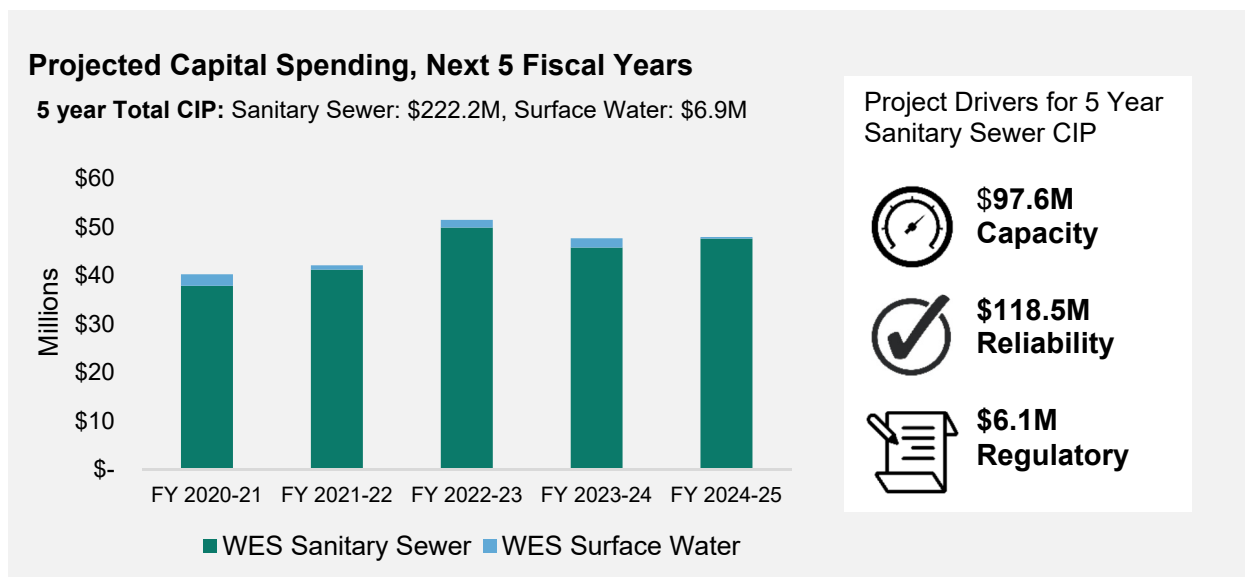 Projected Capital Spending, Next 5 Fiscal Years
5 year Total CIP: Sanitary Sewer: $222.2M, Surface Water: $6.9M
$60
$50
$40
$30
$20
$10
$-
Millions
FY 2020-21 FY 2021-22 FY 2022-23 FY 2023-24 FY 2024-25
WES Sanitary Sewer WES Surface Water
Project Drivers for 5 Year
Sanitary Sewer CIP
$97.6M
Capacity
$118.5M
Reliability
$6.1M
Regulatory